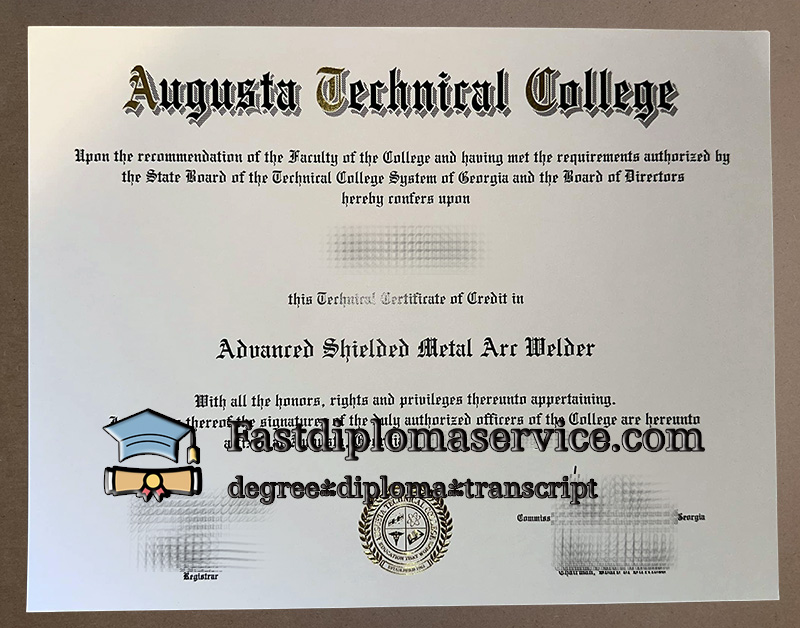 Augusta Technical College
Upon the recommendation of the Faculty of the College and having met the requirements authorized by
the State Board of the Technical College System of Georgia and the Board of Directors
hereby confers upon
this Technical Certificate of Credit in
Advanced Shielded Metal Arc Welder
With all the honors, rights and privileges thereunto appertaining.
thereof the signatures of the duly authorized officers of the College are hereunto
Fastdiplomaservice.com
degree*diploma*transcript
Georgia
Registrar
Chairman, Board of Directors